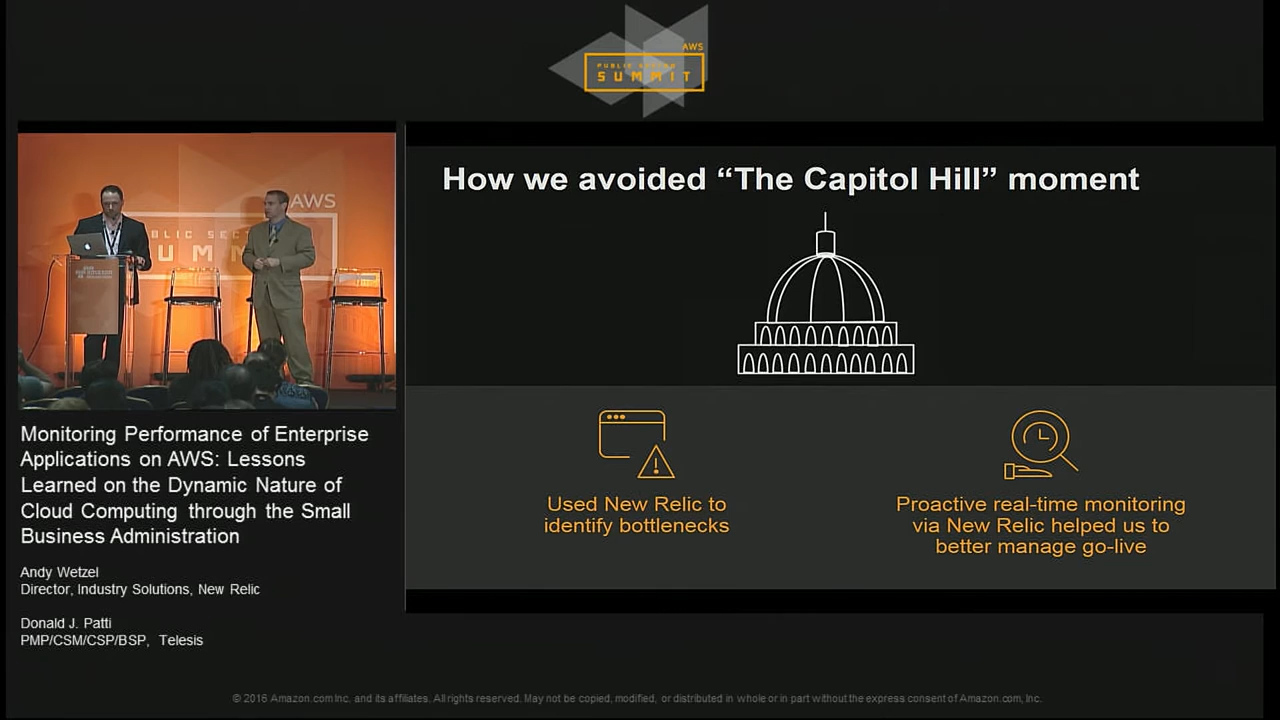 AWS
PUBLIC SECTOR
SUMMIT
AWS
How we avoided “The Capitol Hill” moment
Used New Relic to
identify bottlenecks
Proactive real-time monitoring
via New Relic helped us to
better manage go-live
Monitoring Performance of Enterprise
Applications on AWS: Lessons
Learned on the Dynamic Nature of
Cloud Computing through the Small
Business Administration
Andy Wetzel
Director, Industry Solutions, New Relic
Donald J. Patti
PMP/CSM/CSP/BSP, Telesis
© 2016 Amazon.com Inc. and its affiliates. All rights reserved. May not be copied, modified, or distributed in whole or in part without the express consent of Amazon.com, Inc.